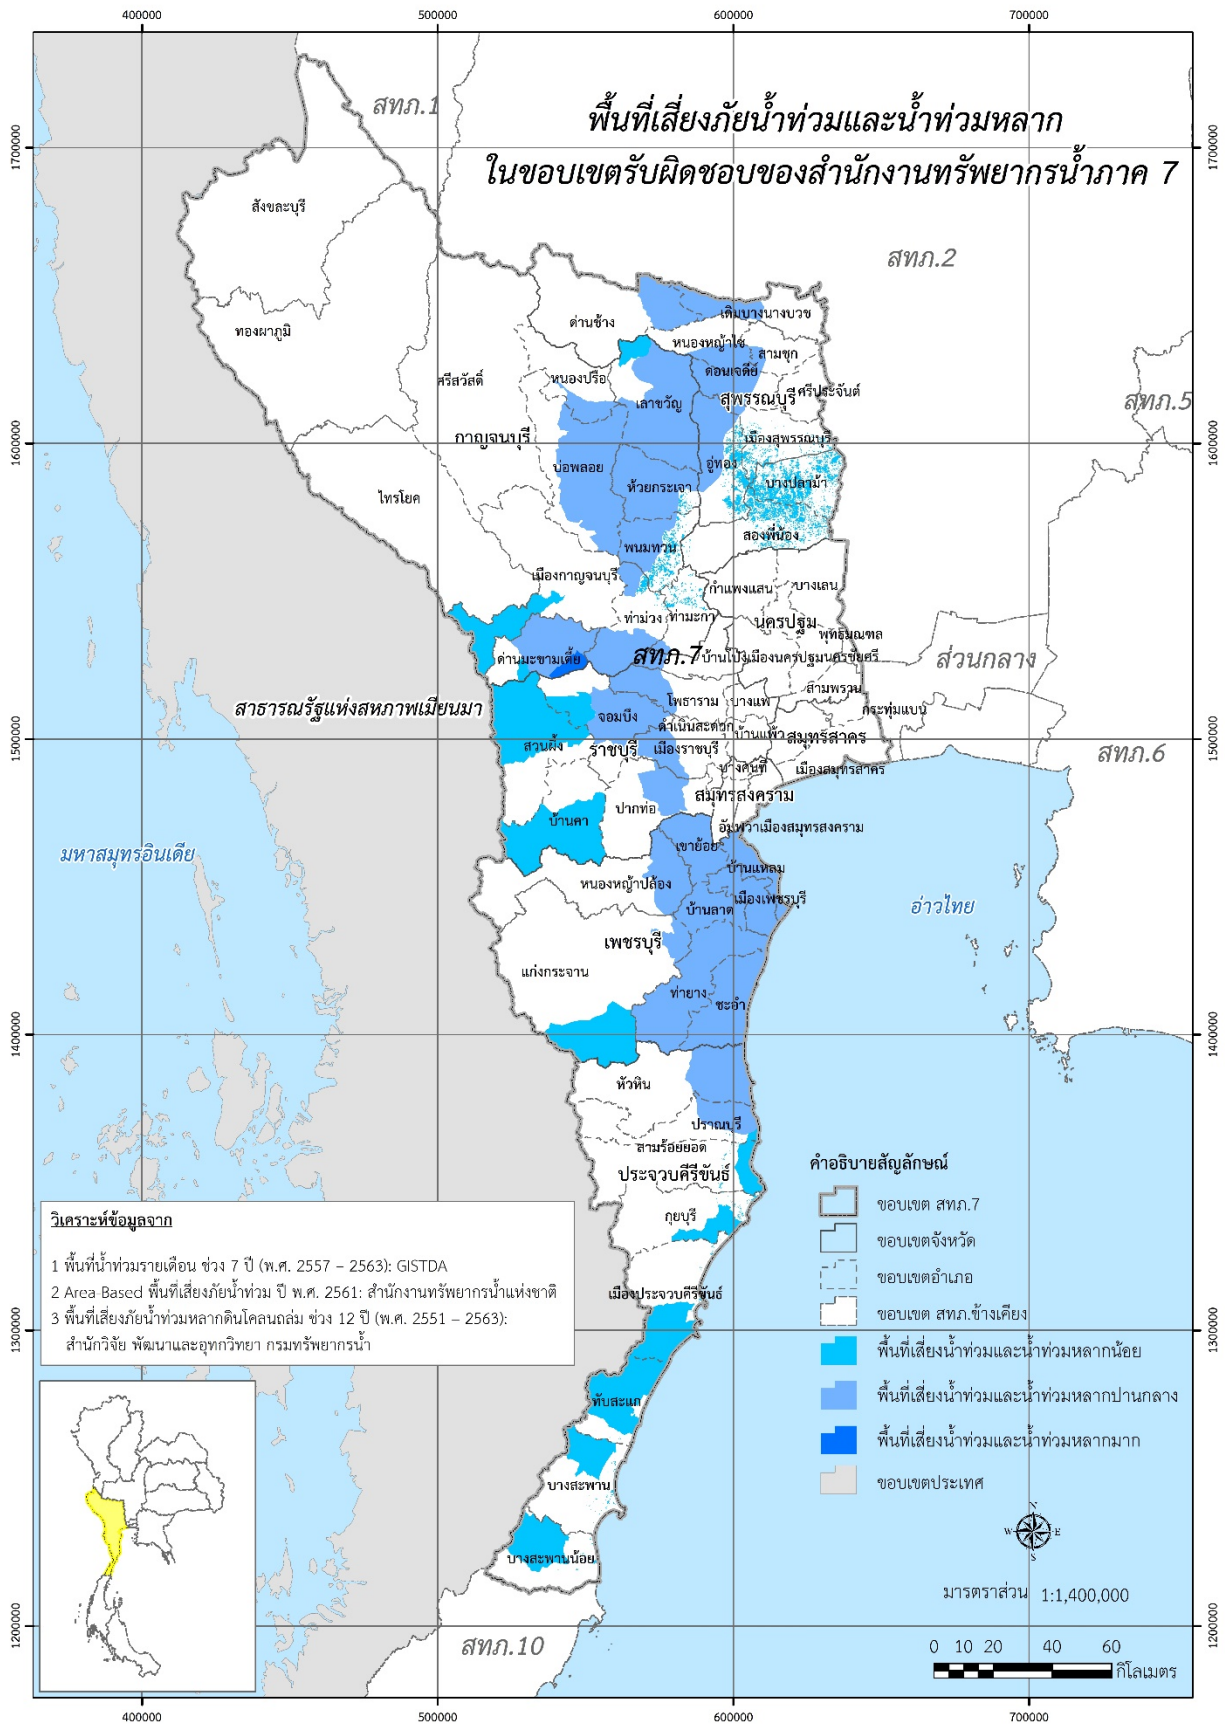 400000
500000
600000
700000
พื้นที่เสี่ยงภัยน้ำท่วมและน้ำท่วมหลาก
ในขอบเขตรับผิดชอบของสำนักงานทรัพยากรน้ำภาค 7
สทภ.1
สทภ.2
สทภ.5
สทภ.6
สทภ.7
สทภ.10
ส่วนกลาง
1700000
1700000
1600000
1600000
1500000
1500000
1400000
1400000
1300000
1300000
1200000
1200000
สังขละบุรี
ทองผาภูมิ
ศรีสวัสดิ์
ไทรโยค
กาญจนบุรี
ด่านช้าง
เดิมบางนางบวช
หนองหญ้าไซ
สามชุก
หนองปรือ
ดอนเจดีย์
เลาขวัญ
สุพรรณบุรี
ศรีประจันต์
เมืองสุพรรณบุรี
บ่อพลอย
อู่ทอง
ห้วยกระเจา
บางปลาม้า
สองพี่น้อง
พนมทวน
เมืองกาญจนบุรี
กำแพงแสน
บางเลน
ท่าม่วง
ท่ามะกา
นครปฐม
พุทธมณฑล
ด่านมะขามเตี้ย
บ้านโป่ง
เมืองนครปฐม
นครชัยศรี
สามพราน
กระทุ่มแบน
สาธารณรัฐแห่งสหภาพเมียนมา
จอมบึง
โพธาราม
บางแพ
ดำเนินสะดวก
บ้านแพ้ว
สมุทรสาคร
สวนผึ้ง
ราชบุรี
เมืองราชบุรี
บางคนที
เมืองสมุทรสาคร
สมุทรสงคราม
ปากท่อ
บ้านคา
อัมพวา
เมืองสมุทรสงคราม
เขาย้อย
บ้านแหลม
มหาสมุทรอินเดีย
หนองหญ้าปล้อง
เมืองเพชรบุรี
บ้านลาด
อ่าวไทย
เพชรบุรี
แก่งกระจาน
ท่ายาง
ชะอำ
หัวหิน
ปราณบุรี
สามร้อยยอด
ประจวบคีรีขันธ์
กุยบุรี
เมืองประจวบคีรีขันธ์
ทับสะแก
บางสะพาน
บางสะพานน้อย
วิเคราะห์ข้อมูลจาก
1 พื้นที่น้ำท่วมรายเดือน ช่วง 7 ปี (พ.ศ. 2557 – 2563): GISTDA
2 Area Based พื้นที่เสี่ยงภัยน้ำท่วม ปี พ.ศ. 2561: สำนักงานทรัพยากรน้ำแห่งชาติ
3 พื้นที่เสี่ยงภัยน้ำท่วมหลากดินโคลนถล่ม ช่วง 12 ปี (พ.ศ. 2551 – 2563):
สำนักวิจัย พัฒนาและอุทกวิทยา กรมทรัพยากรน้ำ
คำอธิบายสัญลักษณ์
ขอบเขต สทภ.7
ขอบเขตจังหวัด
ขอบเขตอำเภอ
ขอบเขต สทภ.ข้างเคียง
พื้นที่เสี่ยงน้ำท่วมและน้ำท่วมหลากน้อย
พื้นที่เสี่ยงน้ำท่วมและน้ำท่วมหลากปานกลาง
พื้นที่เสี่ยงน้ำท่วมและน้ำท่วมหลากมาก
ขอบเขตประเทศ
N
W
E
S
มาตราส่วน 1:1,400,000
0 10 20 40 60
กิโลเมตร
400000
500000
600000
700000